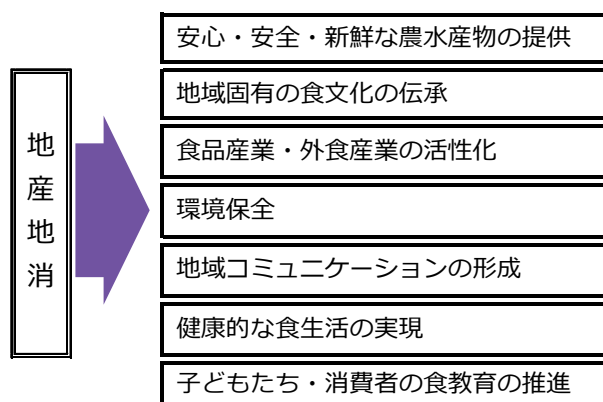 地産地消
安心・安全・新鮮な農水産物の提供
地域固有の食文化の伝承
食品産業・外食産業の活性化
環境保全
地域コミュニケーションの形成
健康的な食生活の実現
子どもたち・消費者の食教育の推進